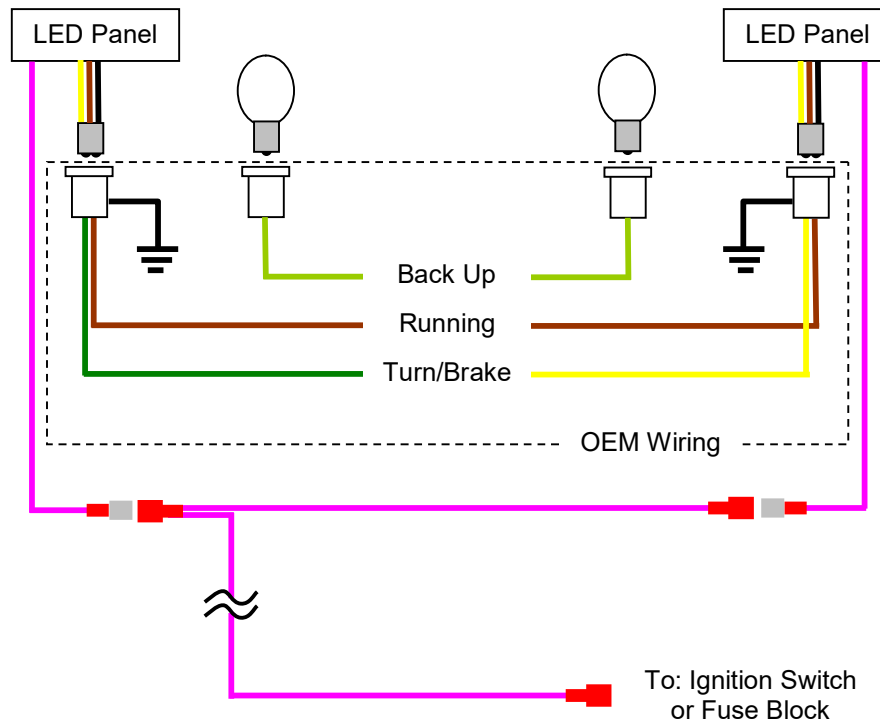 LED Panel
LED Panel
Back Up
Running
Turn/Brake
OEM Wiring
To: Ignition Switch
or Fuse Block